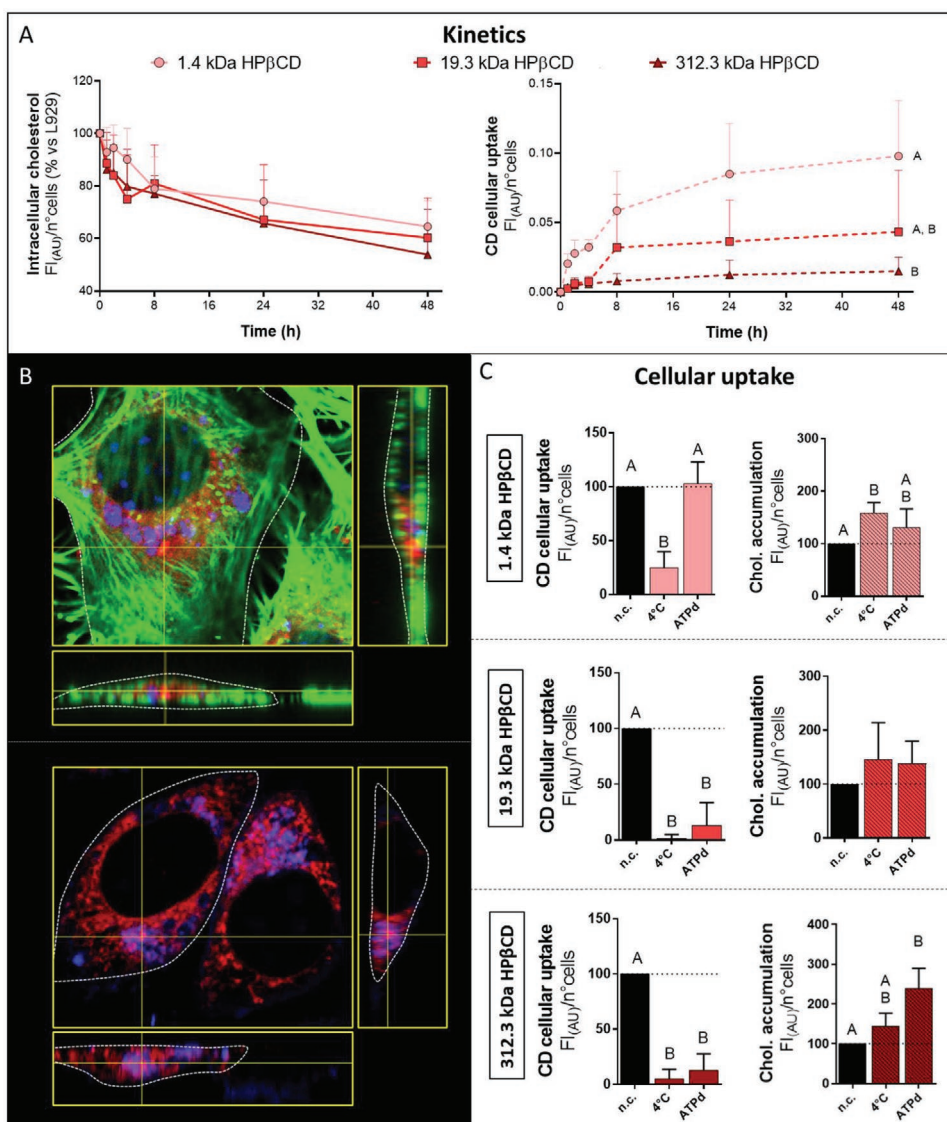 A
Kinetics
1.4 kDa HPβCD
19.3 kDa HPβCD
312.3 kDa HPβCD
Intracellular cholesterol
FI(AU)/n°cells (% vs L929)
120
100
80
60
40
0
8
16
24
32
40
48
Time (h)
CD cellular uptake
FI(AU)/n°cells
0.15
0.10
0.05
0.00
A
A, B
B
0
8
16
24
32
40
48
Time (h)
B
C
Cellular uptake
1.4 kDa HPβCD
CD cellular uptake
FI(AU)/n°cells
150
100
50
0
A
B
A
n.c.
4°C
ATPd
Chol. accumulation
FI(AU)/n°cells
300
200
150
100
0
A
B
A
B
n.c.
4°C
ATPd
19.3 kDa HPβCD
CD cellular uptake
FI(AU)/n°cells
150
100
50
0
A
B
B
n.c.
4°C
ATPd
Chol. accumulation
FI(AU)/n°cells
300
200
100
0
n.c.
4°C
ATPd
312.3 kDa HPβCD
CD cellular uptake
FI(AU)/n°cells
150
100
50
0
A
B
B
n.c.
4°C
ATPd
Chol. accumulation
FI(AU)/n°cells
400
300
200
100
0
A
A
B
B
n.c.
4°C
ATPd